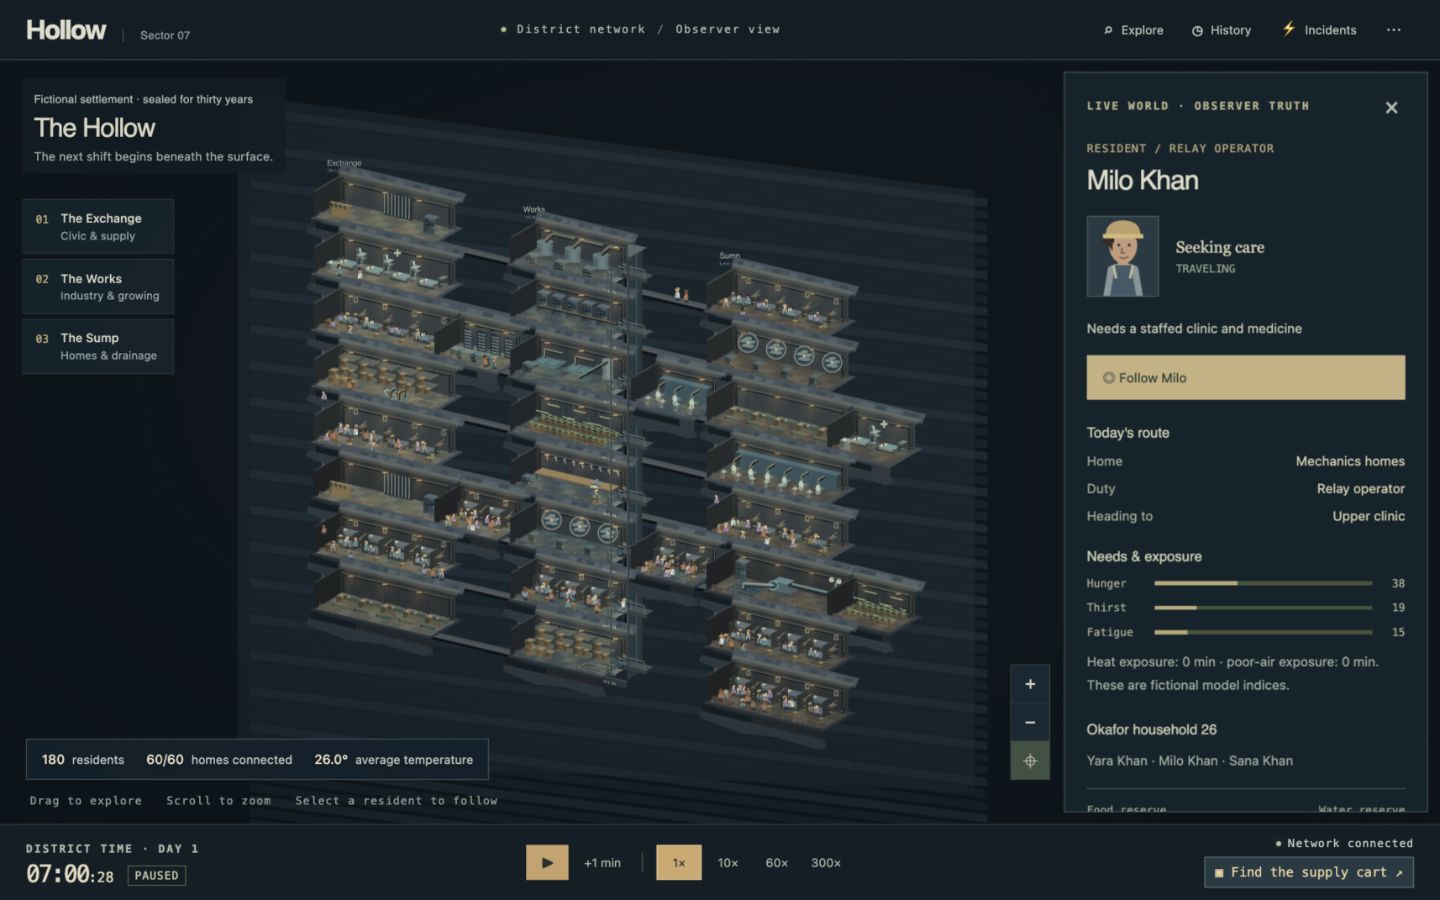 Hollow
Sector 07
District network / Observer view
Explore
History
Incidents
Fictional settlement · sealed for thirty years
The Hollow
The next shift begins beneath the surface.
01 The Exchange
Civic & supply
02 The Works
Industry & growing
03 The Sump
Homes & drainage
Exchange
Works
Sump
180 residents 60/60 homes connected 26.0° average temperature
Drag to explore Scroll to zoom Select a resident to follow
LIVE WORLD · OBSERVER TRUTH
RESIDENT / RELAY OPERATOR
Milo Khan
Seeking care
TRAVELING
Needs a staffed clinic and medicine
Follow Milo
Today's route
Home Mechanics homes
Duty Relay operator
Heading to Upper clinic
Needs & exposure
Hunger 38
Thirst 19
Fatigue 15
Heat exposure: 0 min · poor-air exposure: 0 min.
These are fictional model indices.
Okafor household 26
Yara Khan · Milo Khan · Sana Khan
Food reserve Water reserve
DISTRICT TIME · DAY 1
07:00:28 PAUSED
+1 min 1× 10× 60× 300×
Network connected
Find the supply cart ↗